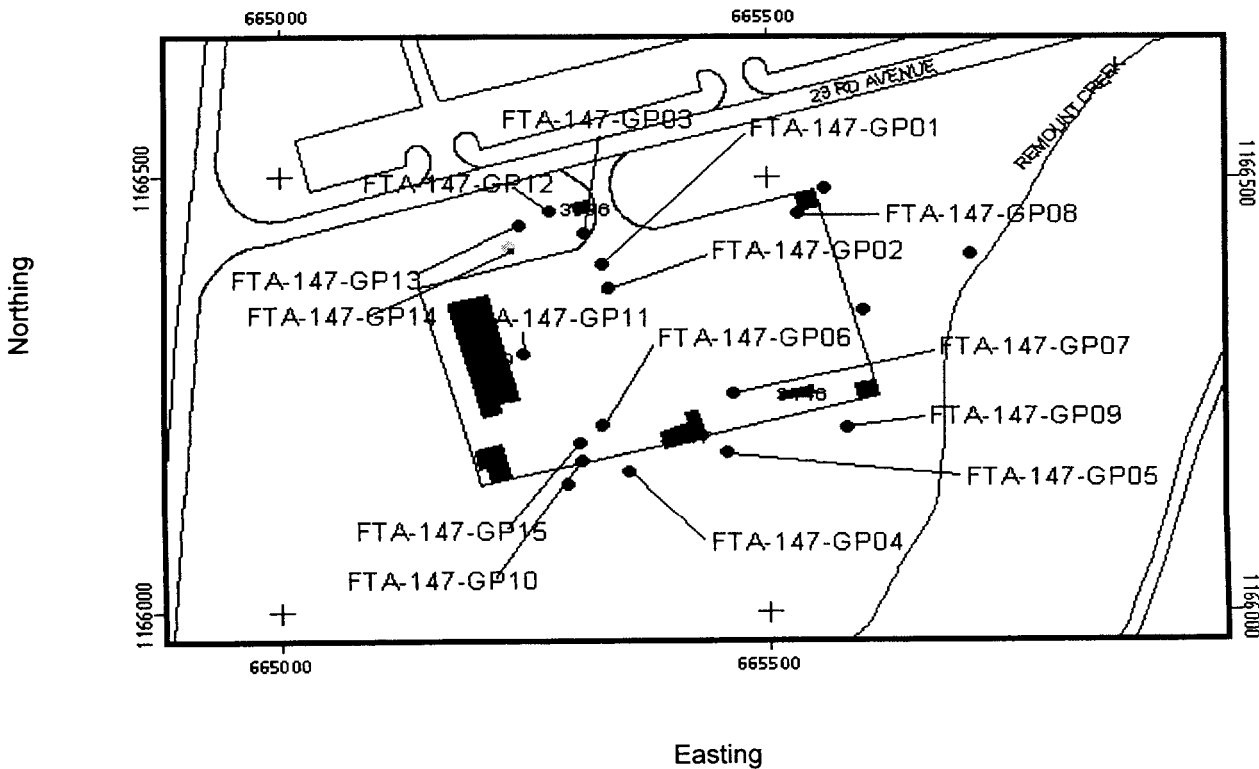 665000
665500
23 RD AVENUE
REMOUNT CREEK
FTA-147-GP03
FTA-147-GP01
1166500
1166500
FTA-147-GP12
FTA-147-GP08
FTA-147-GP02
FTA-147-GP13
FTA-147-GP14
A-147-GP11
FTA-147-GP06
FTA-147-GP07
FTA-147-GP09
FTA-147-GP05
FTA-147-GP15
FTA-147-GP04
FTA-147-GP10
1166000
1166000
665000
665500
Northing
Easting